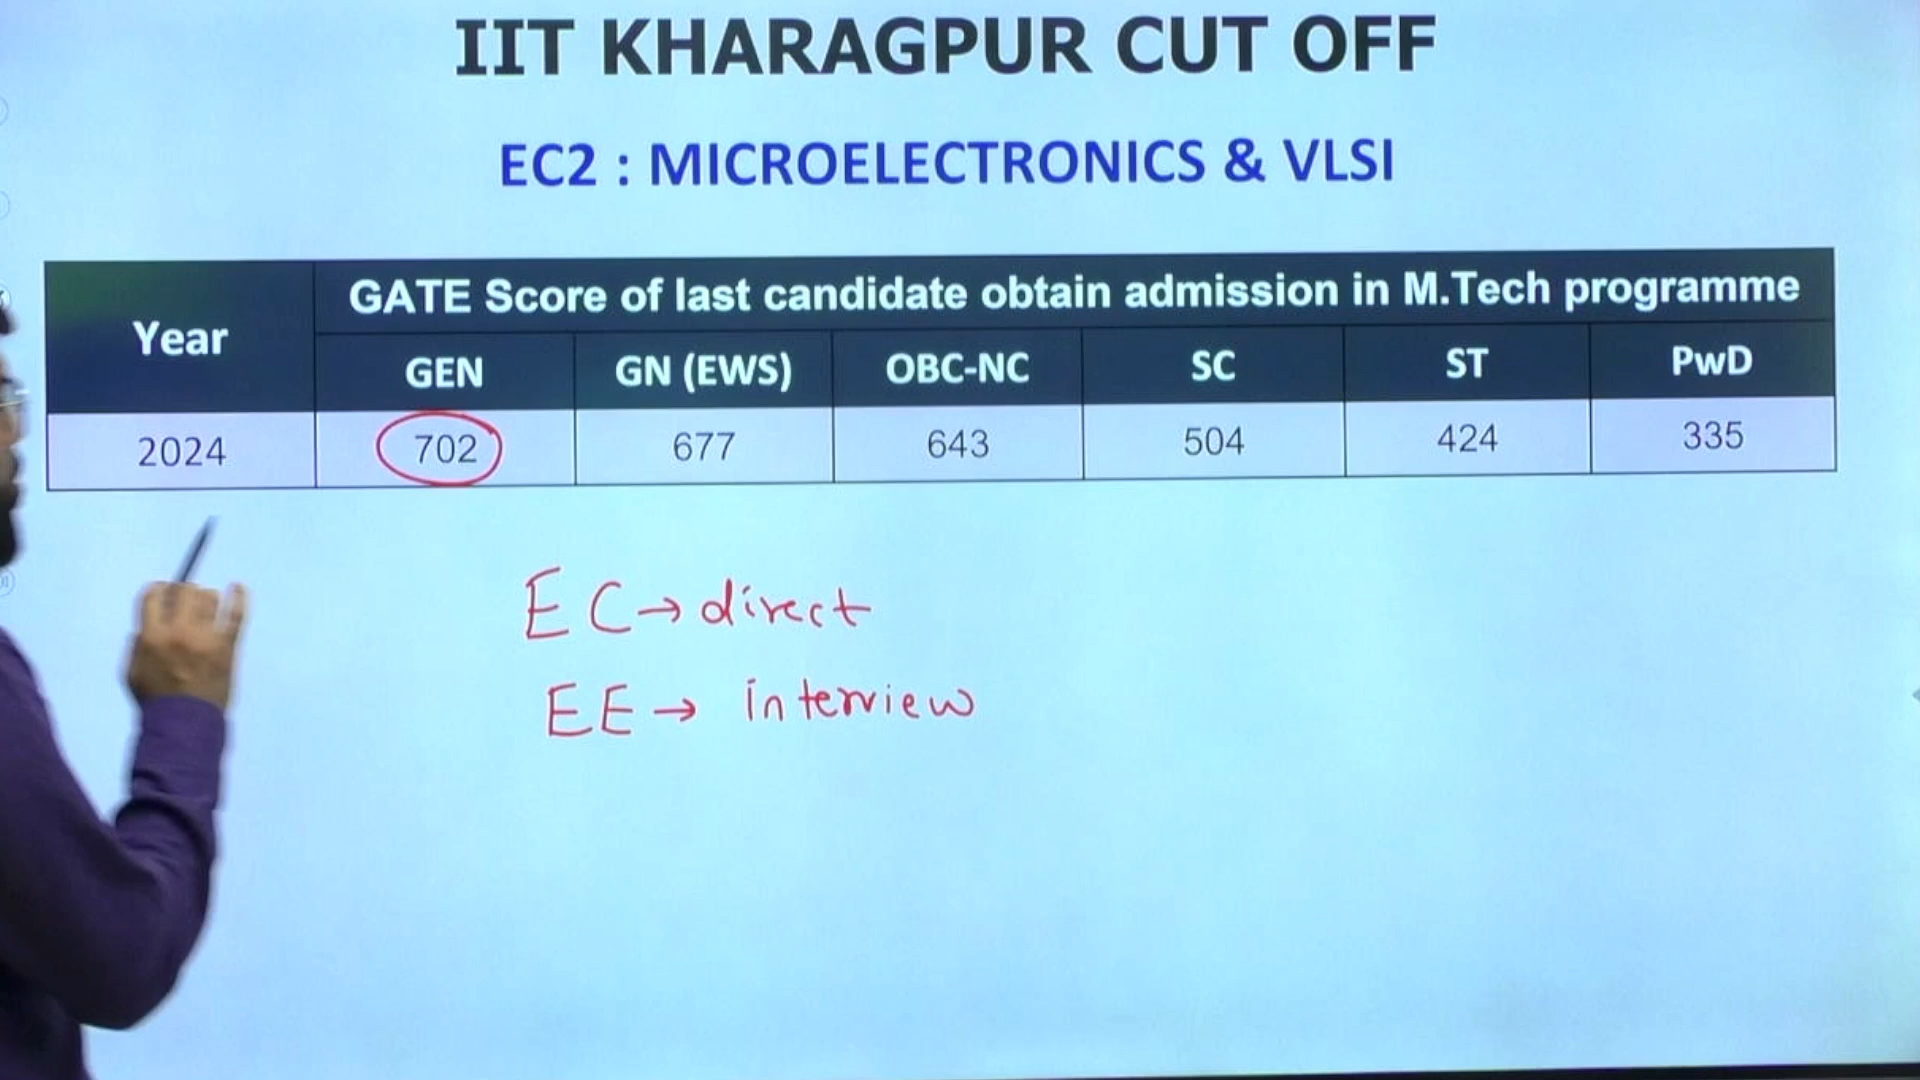 IIT KHARAGPUR CUT OFF
EC2 : MICROELECTRONICS & VLSI
Year
GATE Score of last candidate obtain admission in M.Tech programme
GEN GN (EWS) OBC-NC SC ST PwD
2024 702 677 643 504 424 335
EC → direct
EE → interview